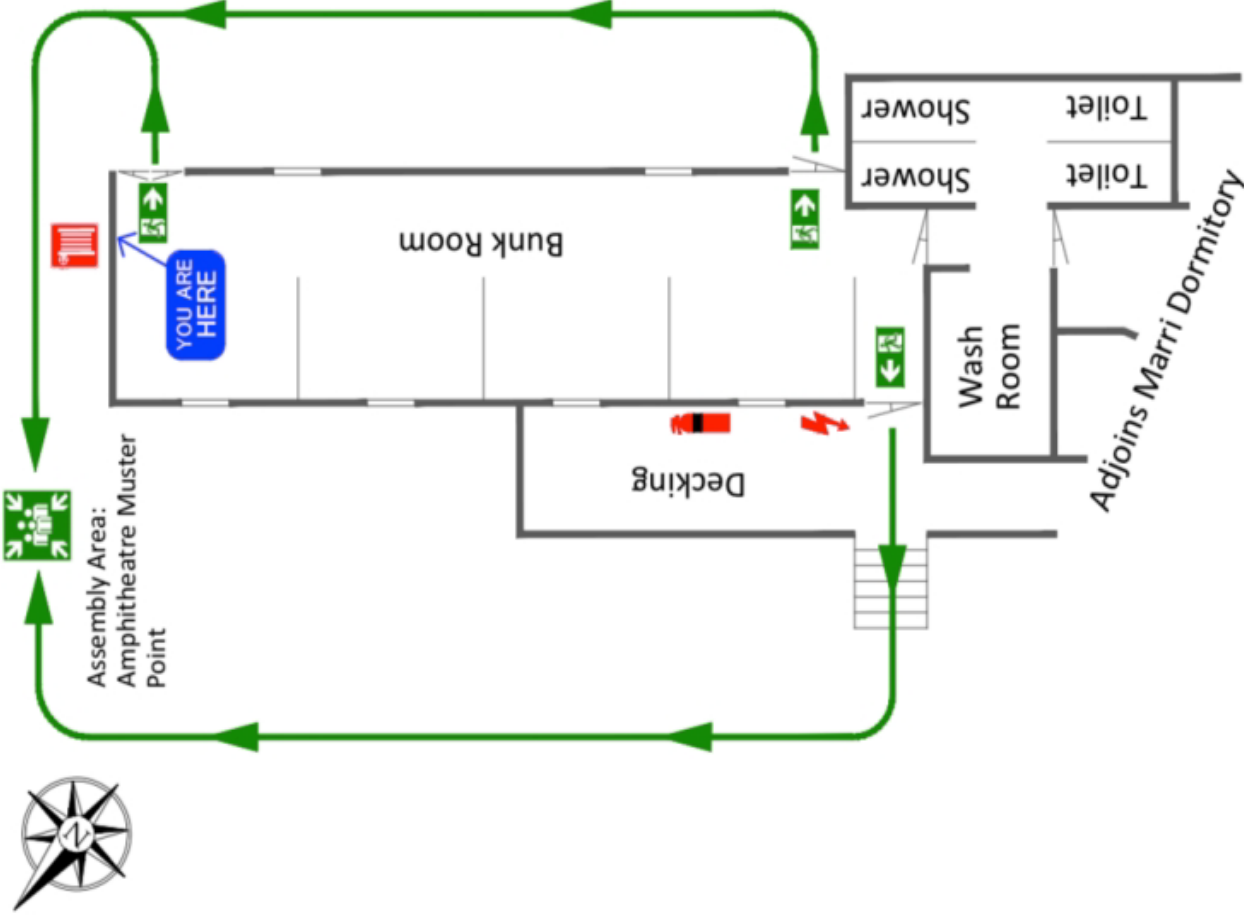 YOU ARE
HERE
Bunk Room
Shower
Toilet
Shower
Toilet
Wash
Room
Decking
Adjoins Marri Dormitory
Assembly Area:
Amphitheatre Muster
Point
N